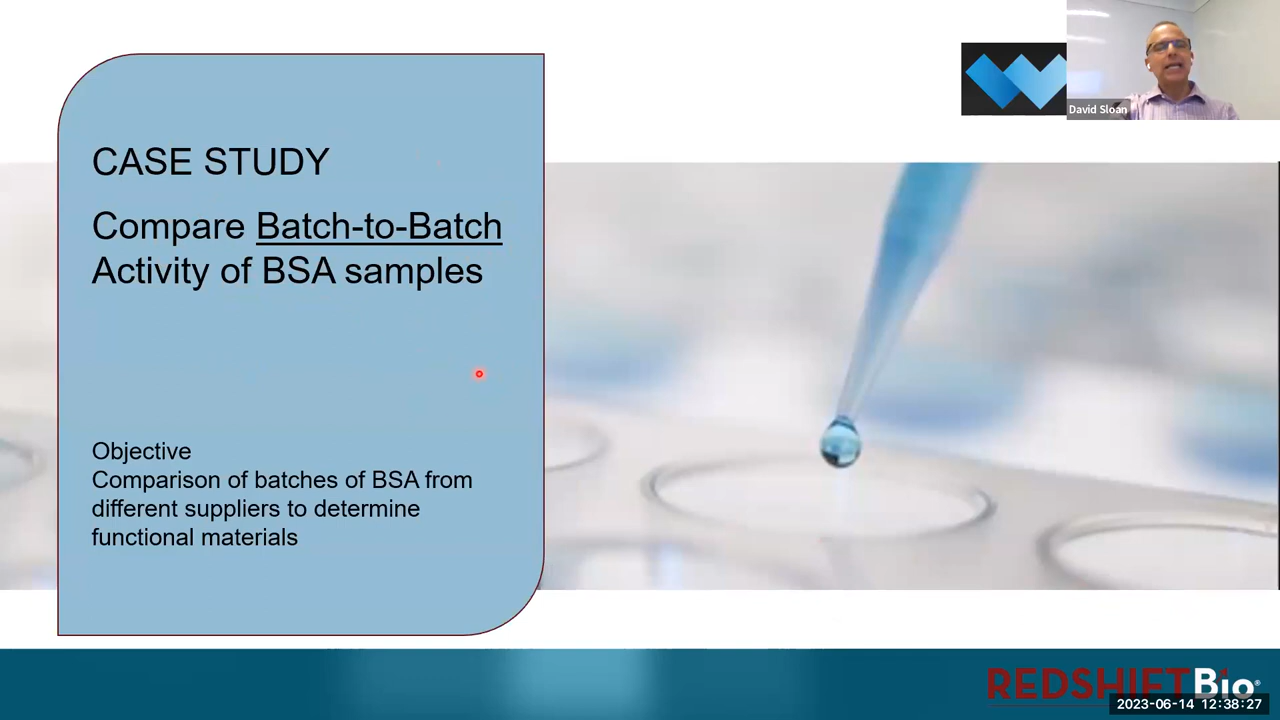 CASE STUDY
Compare Batch-to-Batch
Activity of BSA samples
Objective
Comparison of batches of BSA from
different suppliers to determine
functional materials
David Sloan
REDSHIFTBio®
2023-06-14 12:38:27